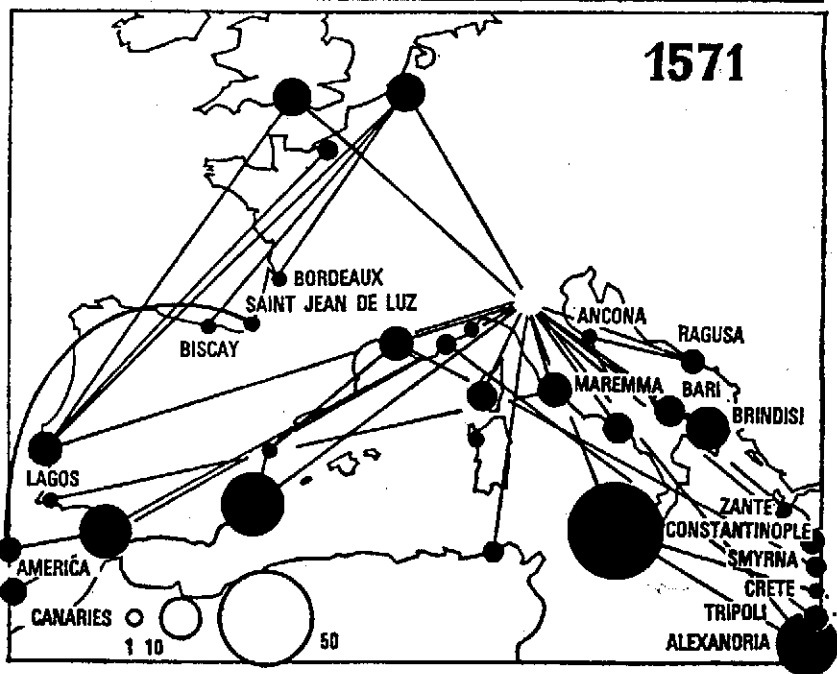 1571
BORDEAUX
SAINT JEAN DE LUZ
BISCAY
ANCONA
RAGUSA
MAREMMA
BARI
BRINDISI
LAGOS
ZANTE
CONSTANTINOPLE
AMERICA
SMYRNA
CRETE
CANARIES
TRIPOLI
ALEXANDRIA
1 10
50